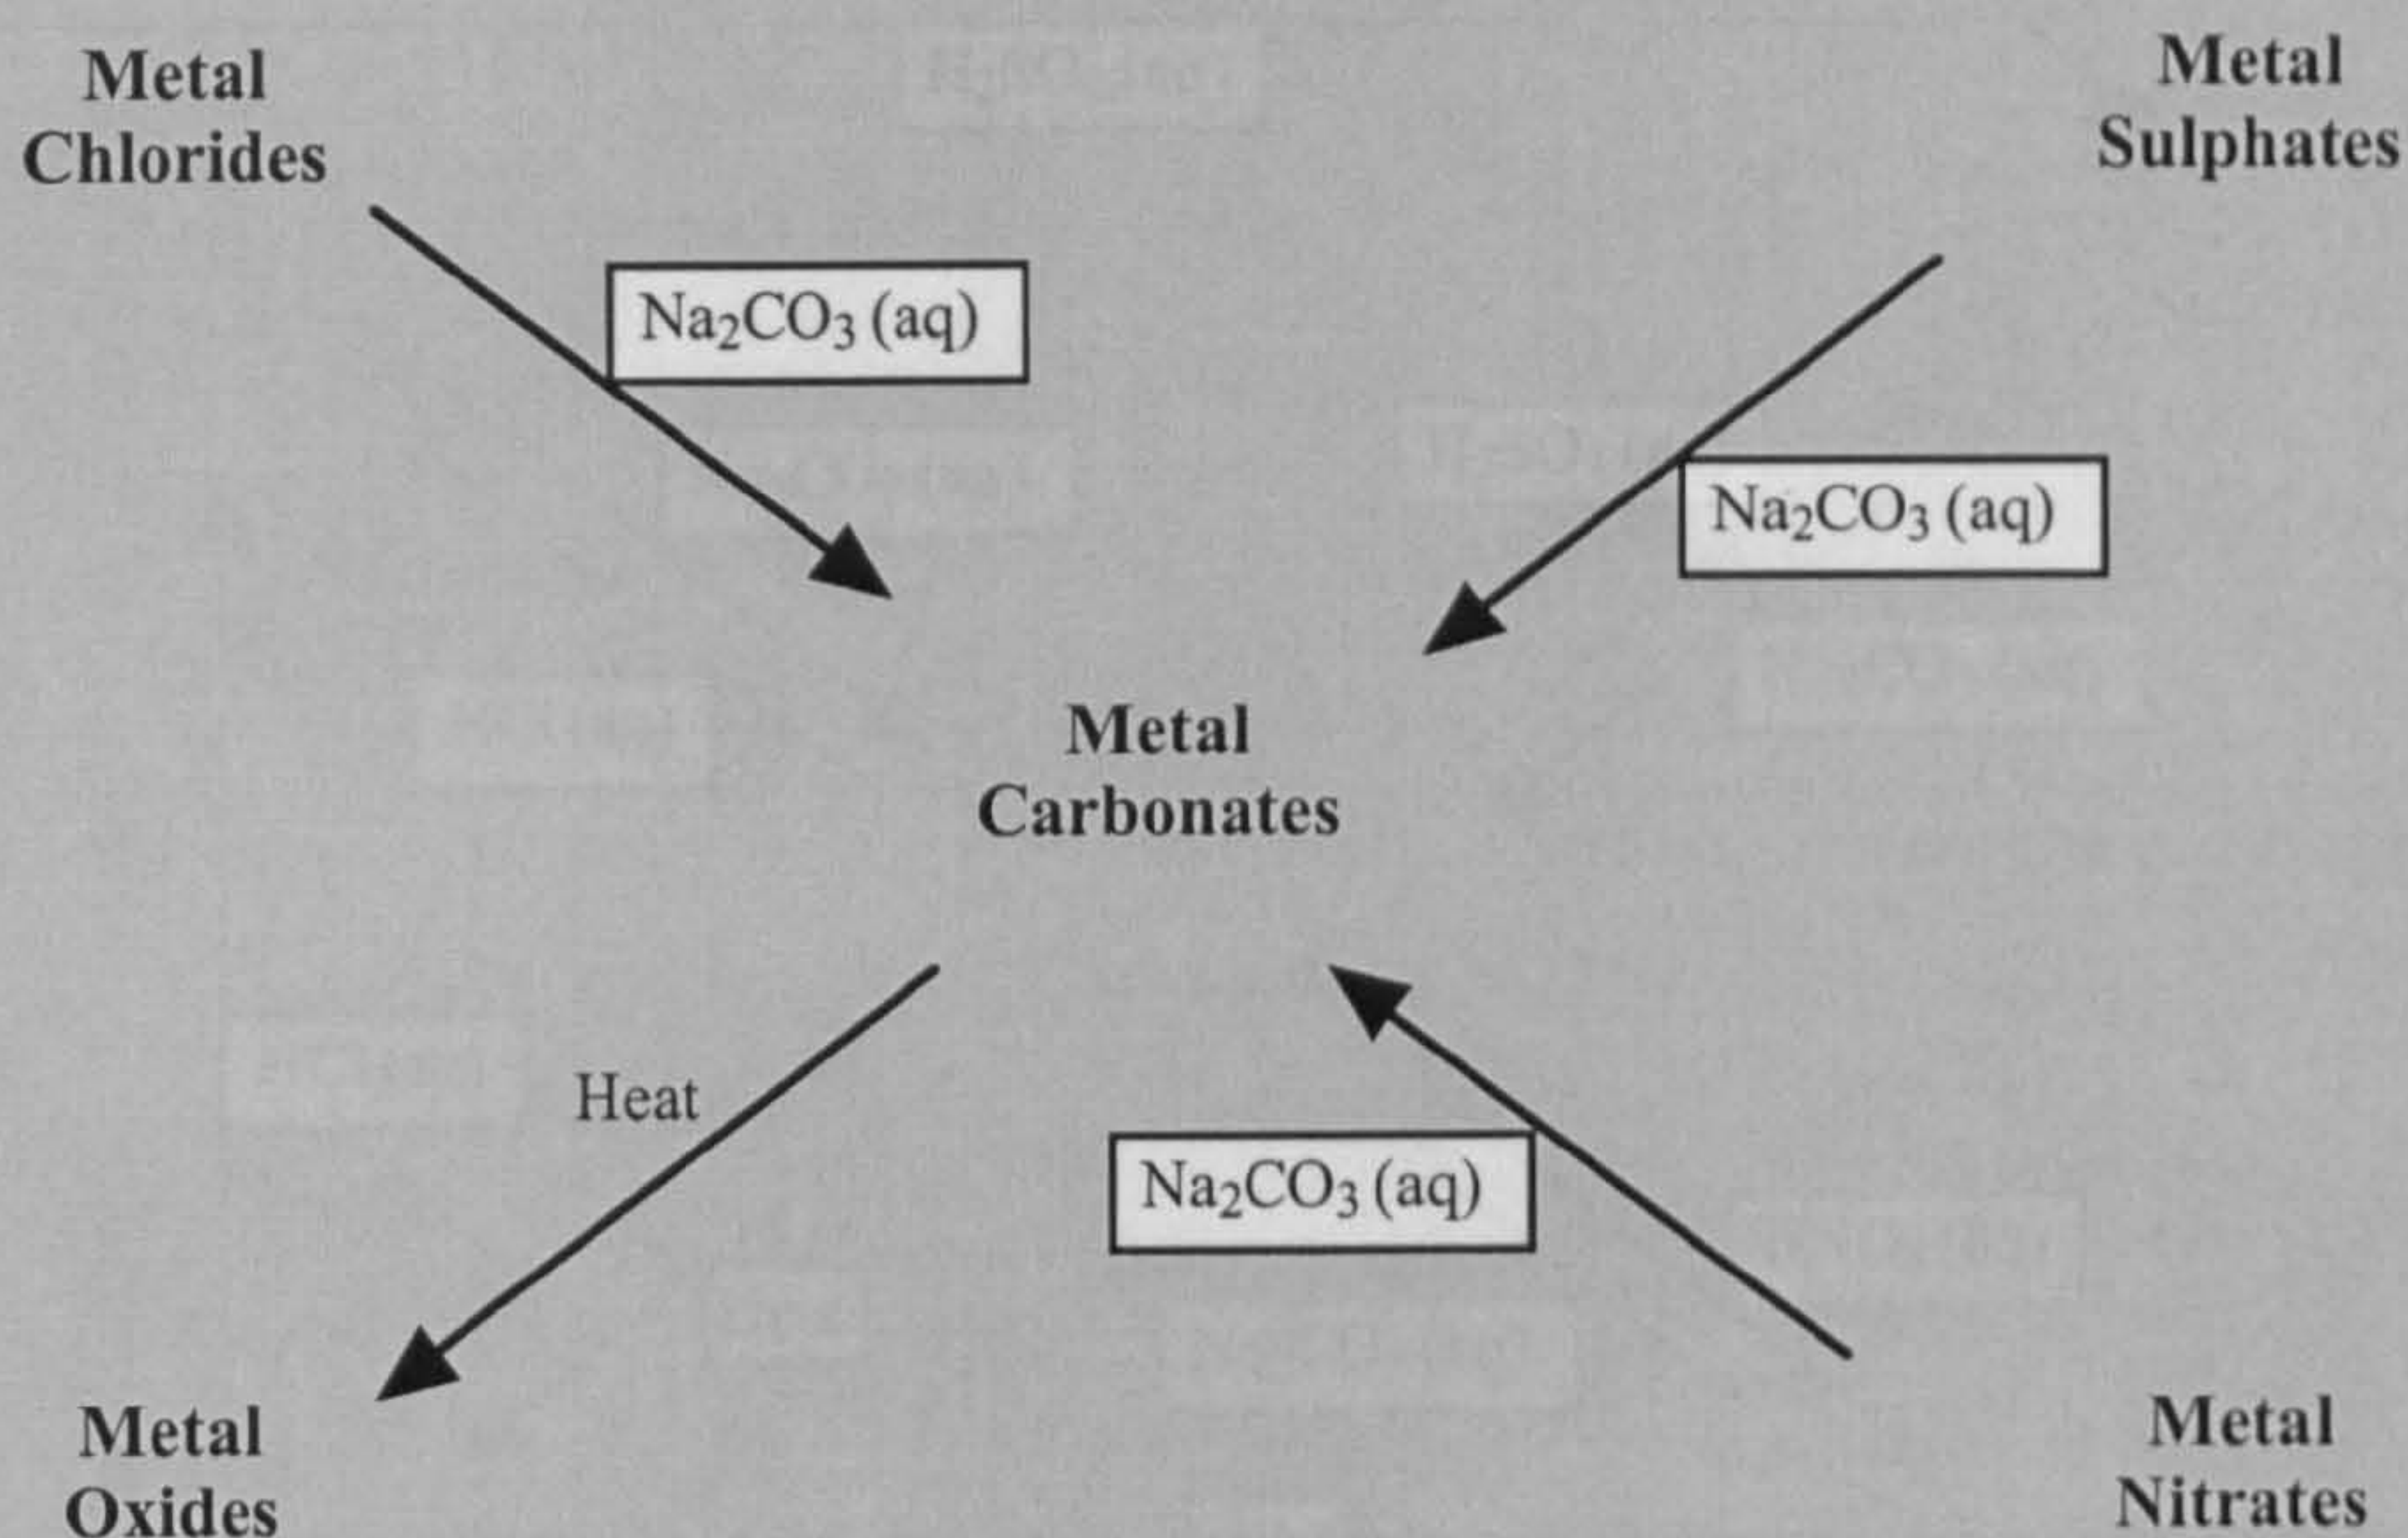 Metal
Chlorides
Metal
Sulphates
Na₂CO₃ (aq)
Na₂CO₃ (aq)
Metal
Carbonates
Heat
Na₂CO₃ (aq)
Metal
Oxides
Metal
Nitrates